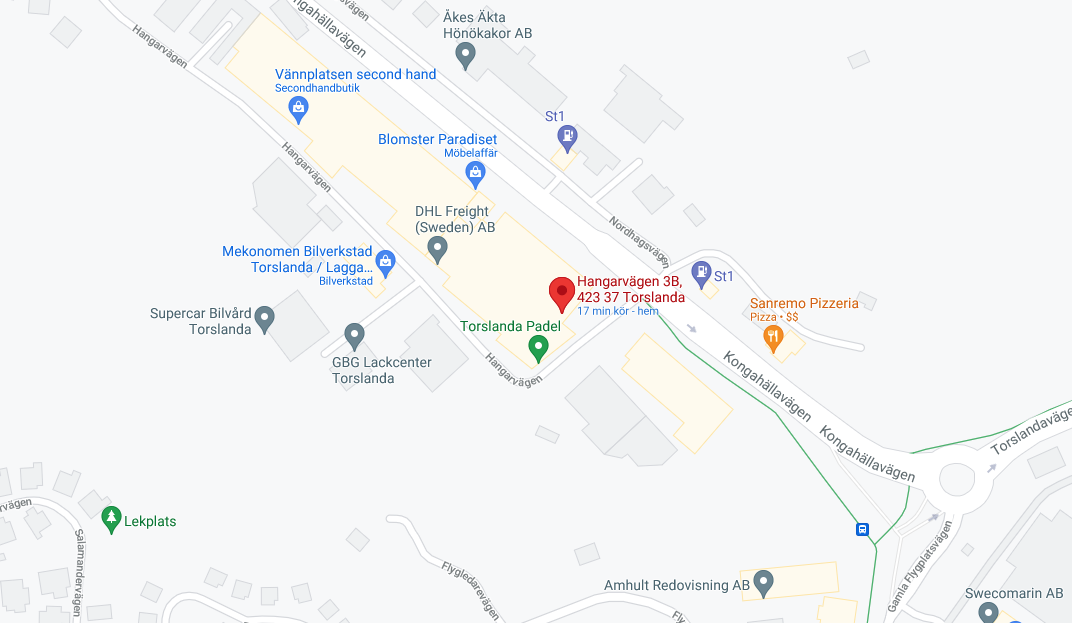 Kongahällavägen
vägen
Åkes Äkta
Hönökakor AB
Hangarvägen
Vännplatsen second hand
Secondhandbutik
St1
Blomster Paradiset
Möbelaffär
Hangarvägen
DHL Freight
(Sweden) AB
Nordhagsvägen
Mekonomen Bilverkstad
Torslanda / Lagga...
Bilverkstad
St1
Hangarvägen 3B,
423 37 Torslanda
17 min kör - hem
Sanremo Pizzeria
Pizza • $$
Supercar Bilvård
Torslanda
Torslanda Padel
GBG Lackcenter
Torslanda
Hangarvägen
Kongahällavägen
Kongahällavägen
Torslandavägen
rvägen
Lekplats
Salamandervägen
Flygledarevägen
Gamla Flygplatsvägen
Amhult Redovisning AB
Swecomarin AB